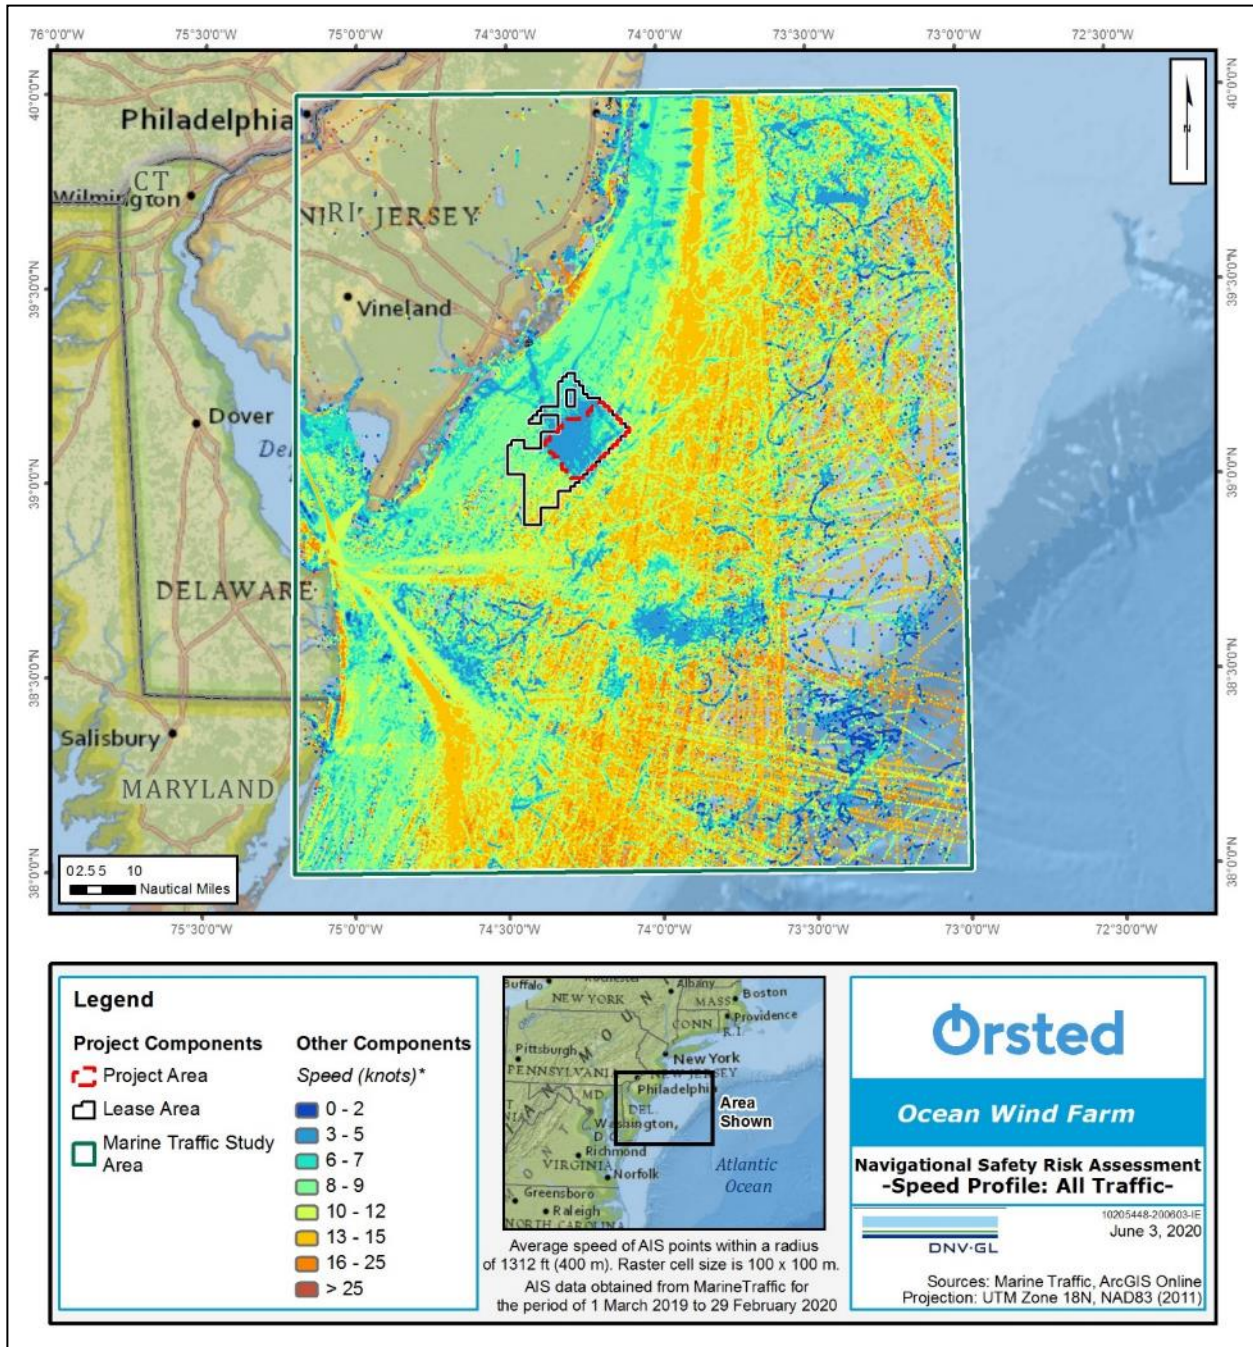 76°0'0"W 75°30'0"W 75°0'0"W 74°30'0"W 74°0'0"W 73°30'0"W 73°0'0"W 72°30'0"W
40°0'0"N
39°30'0"N
39°0'0"N
38°30'0"N
38°0'0"N
40°0'0"N
39°30'0"N
39°0'0"N
38°30'0"N
38°0'0"N
N
Philadelphia
CT
Wilmington
RI JERSEY
Vineland
Dover
DELAWARE
Salisbury
MARYLAND
0 2.5 5 10
Nautical Miles
75°30'0"W 75°0'0"W 74°30'0"W 74°0'0"W 73°30'0"W 73°0'0"W 72°30'0"W
Legend
Project Components
Project Area
Lease Area
Marine Traffic Study
Area
Other Components
Speed (knots)*
0 - 2
3 - 5
6 - 7
8 - 9
10 - 12
13 - 15
16 - 25
> 25
Buffalo
Rochester
Albany
NEW YORK
MASS
Boston
Providence
CONN
R.I.
Pittsburgh
New York
PENNSYLVANIA
NEW JERSEY
Philadelphia
MD
DEL.
Area
Shown
Washington,
Richmond
VIRGINIA
Norfolk
Atlantic
Ocean
Greensboro
Raleigh
NORTH CAROLINA
Average speed of AIS points within a radius
of 1312 ft (400 m). Raster cell size is 100 x 100 m.
AIS data obtained from MarineTraffic for
the period of 1 March 2019 to 29 February 2020
Ørsted
Ocean Wind Farm
Navigational Safety Risk Assessment
-Speed Profile: All Traffic-
10205448-200603-IE
June 3, 2020
DNV·GL
Sources: Marine Traffic, ArcGIS Online
Projection: UTM Zone 18N, NAD83 (2011)